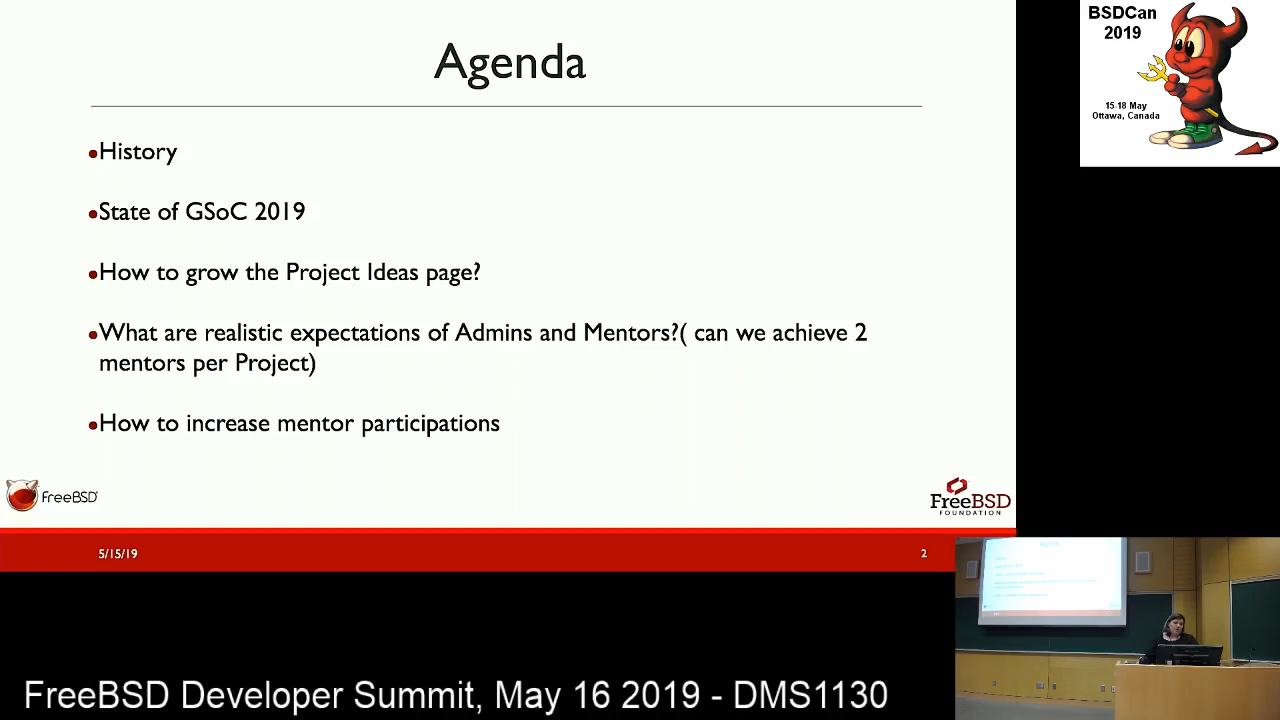 Agenda
•History
•State of GSoC 2019
•How to grow the Project Ideas page?
•What are realistic expectations of Admins and Mentors?( can we achieve 2
mentors per Project)
•How to increase mentor participations
FreeBSD
FreeBSD
FOUNDATION
5/15/19
2
BSDCan
2019
15-18 May
Ottawa, Canada
FreeBSD Developer Summit, May 16 2019 - DMS1130